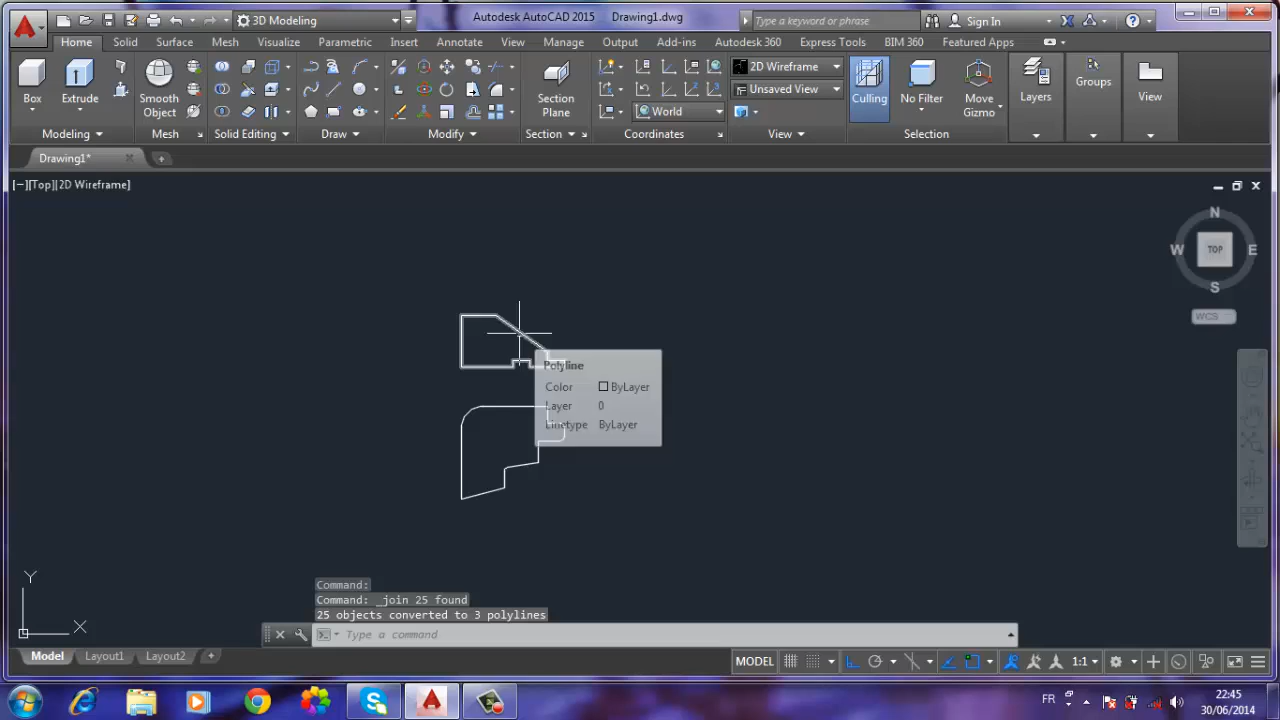 3D Modeling
Autodesk AutoCAD 2015 Drawing1.dwg
Type a keyword or phrase
Sign In
Home Solid Surface Mesh Visualize Parametric Insert Annotate View Manage Output Add-ins Autodesk 360 Express Tools BIM 360 Featured Apps
Box
Extrude
Smooth
Object
Section
Plane
World
2D Wireframe
Unsaved View
Culling
No Filter
Move
Gizmo
Layers
Groups
View
Modeling
Mesh
Solid Editing
Draw
Modify
Section
Coordinates
View
Selection
Drawing1*
[−][Top][2D Wireframe]
N
W
TOP
E
S
WCS
Polyline
Color ByLayer
Layer 0
Linetype ByLayer
Y
X
Command:
Command: _join 25 found
25 objects converted to 3 polylines
Type a command
Model Layout1 Layout2
MODEL
1:1
FR
22:45
30/06/2014